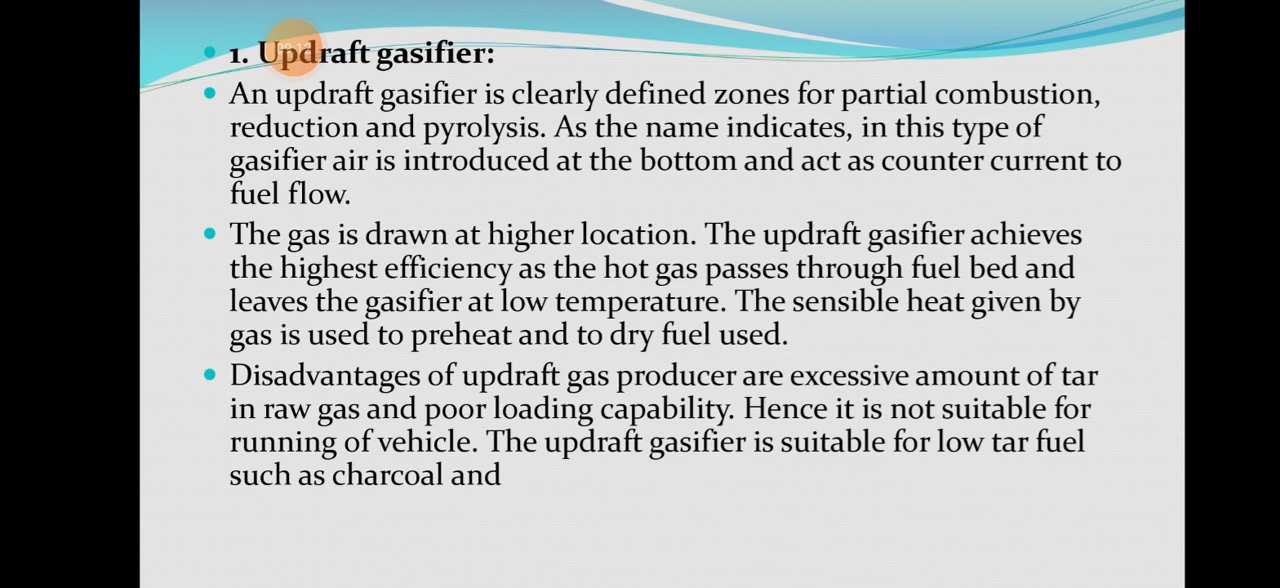 1. Updraft gasifier:
An updraft gasifier is clearly defined zones for partial combustion,
reduction and pyrolysis. As the name indicates, in this type of
gasifier air is introduced at the bottom and act as counter current to
fuel flow.
The gas is drawn at higher location. The updraft gasifier achieves
the highest efficiency as the hot gas passes through fuel bed and
leaves the gasifier at low temperature. The sensible heat given by
gas is used to preheat and to dry fuel used.
Disadvantages of updraft gas producer are excessive amount of tar
in raw gas and poor loading capability. Hence it is not suitable for
running of vehicle. The updraft gasifier is suitable for low tar fuel
such as charcoal and